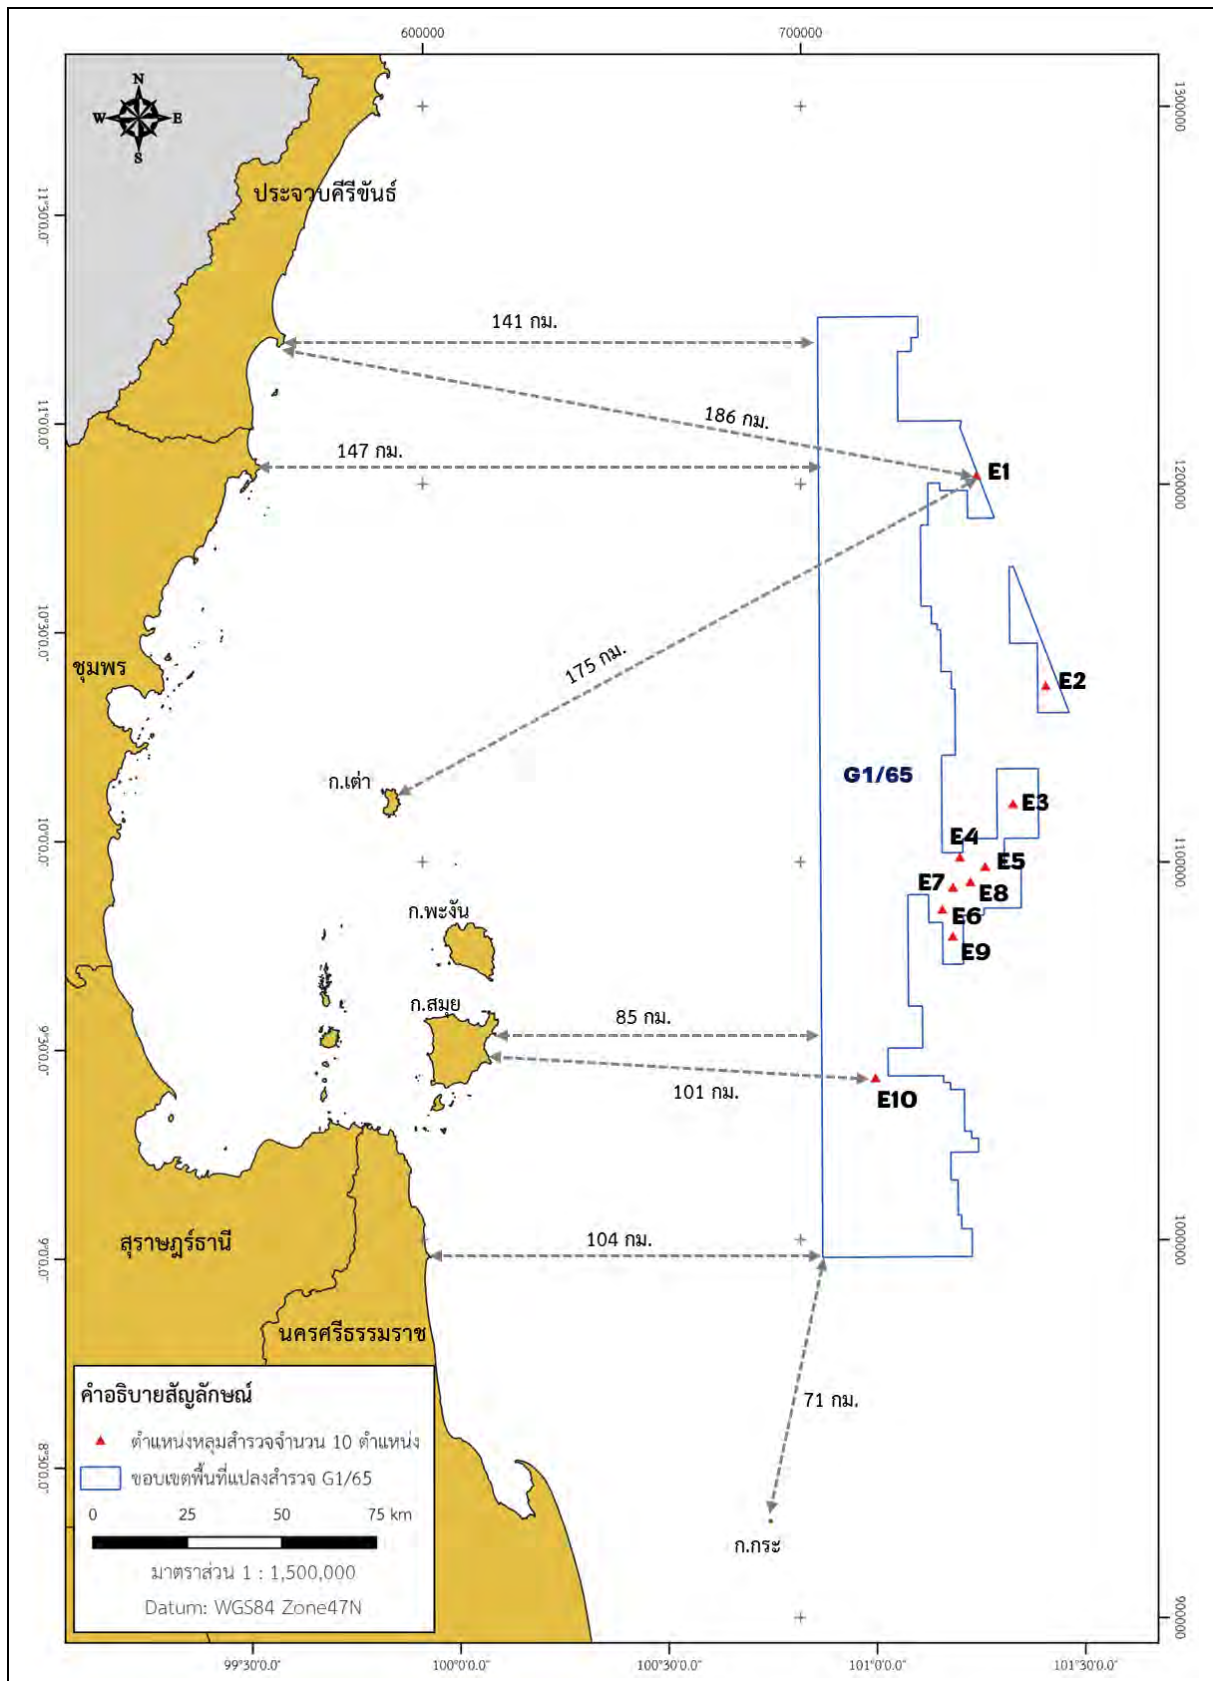 600000
700000
N
W
E
S
1300000
ประจวบคีรีขันธ์
11°30'0.0"
141 กม.
186 กม.
11°0'0.0"
147 กม.
E1
1200000
175 กม.
10°30'0.0"
ชุมพร
E2
ก.เต่า
G1/65
E3
10°0'0.0"
E4
1100000
E5
E7
E8
ก.พะงัน
E6
E9
ก.สมุย
85 กม.
9°30'0.0"
101 กม.
E10
สุราษฎร์ธานี
104 กม.
1000000
9°0'0.0"
นครศรีธรรมราช
71 กม.
คำอธิบายสัญลักษณ์
ตำแหน่งหลุมสำรวจจำนวน 10 ตำแหน่ง
ขอบเขตพื้นที่แปลงสำรวจ G1/65
8°30'0.0"
0 25 50 75 km
ก.กระ
มาตราส่วน 1 : 1,500,000
Datum: WGS84 Zone47N
900000
99°30'0.0"
100°0'0.0"
100°30'0.0"
101°0'0.0"
101°30'0.0"